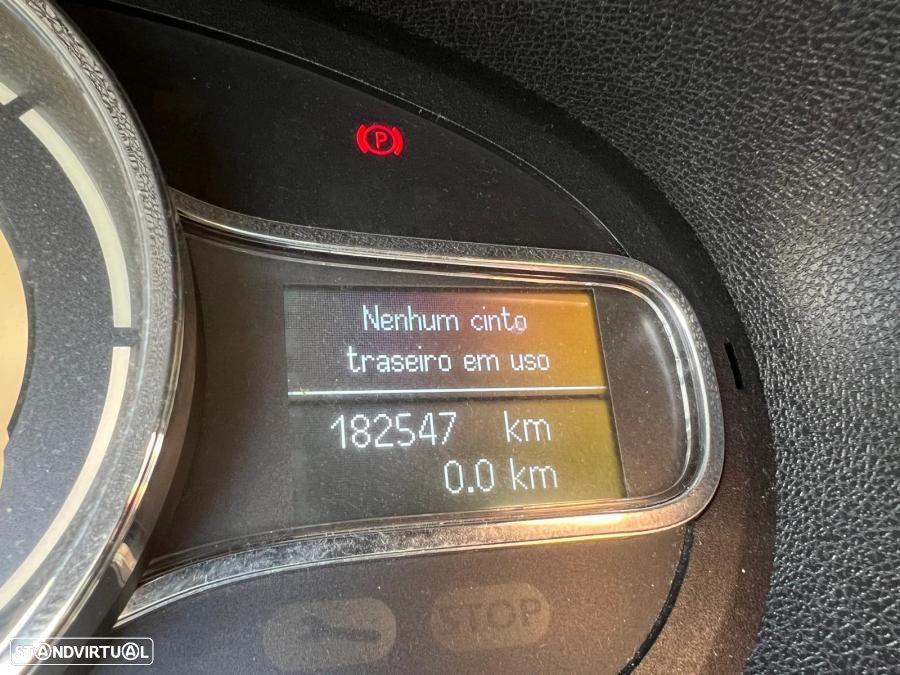 P
Nenhum cinto
traseiro em uso
182547 km
0.0 km
STOP
STANDVIRTUAL